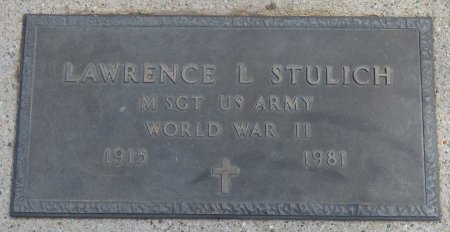 LAWRENCE L STULICH
M SGT US ARMY
WORLD WAR II
1915 1981